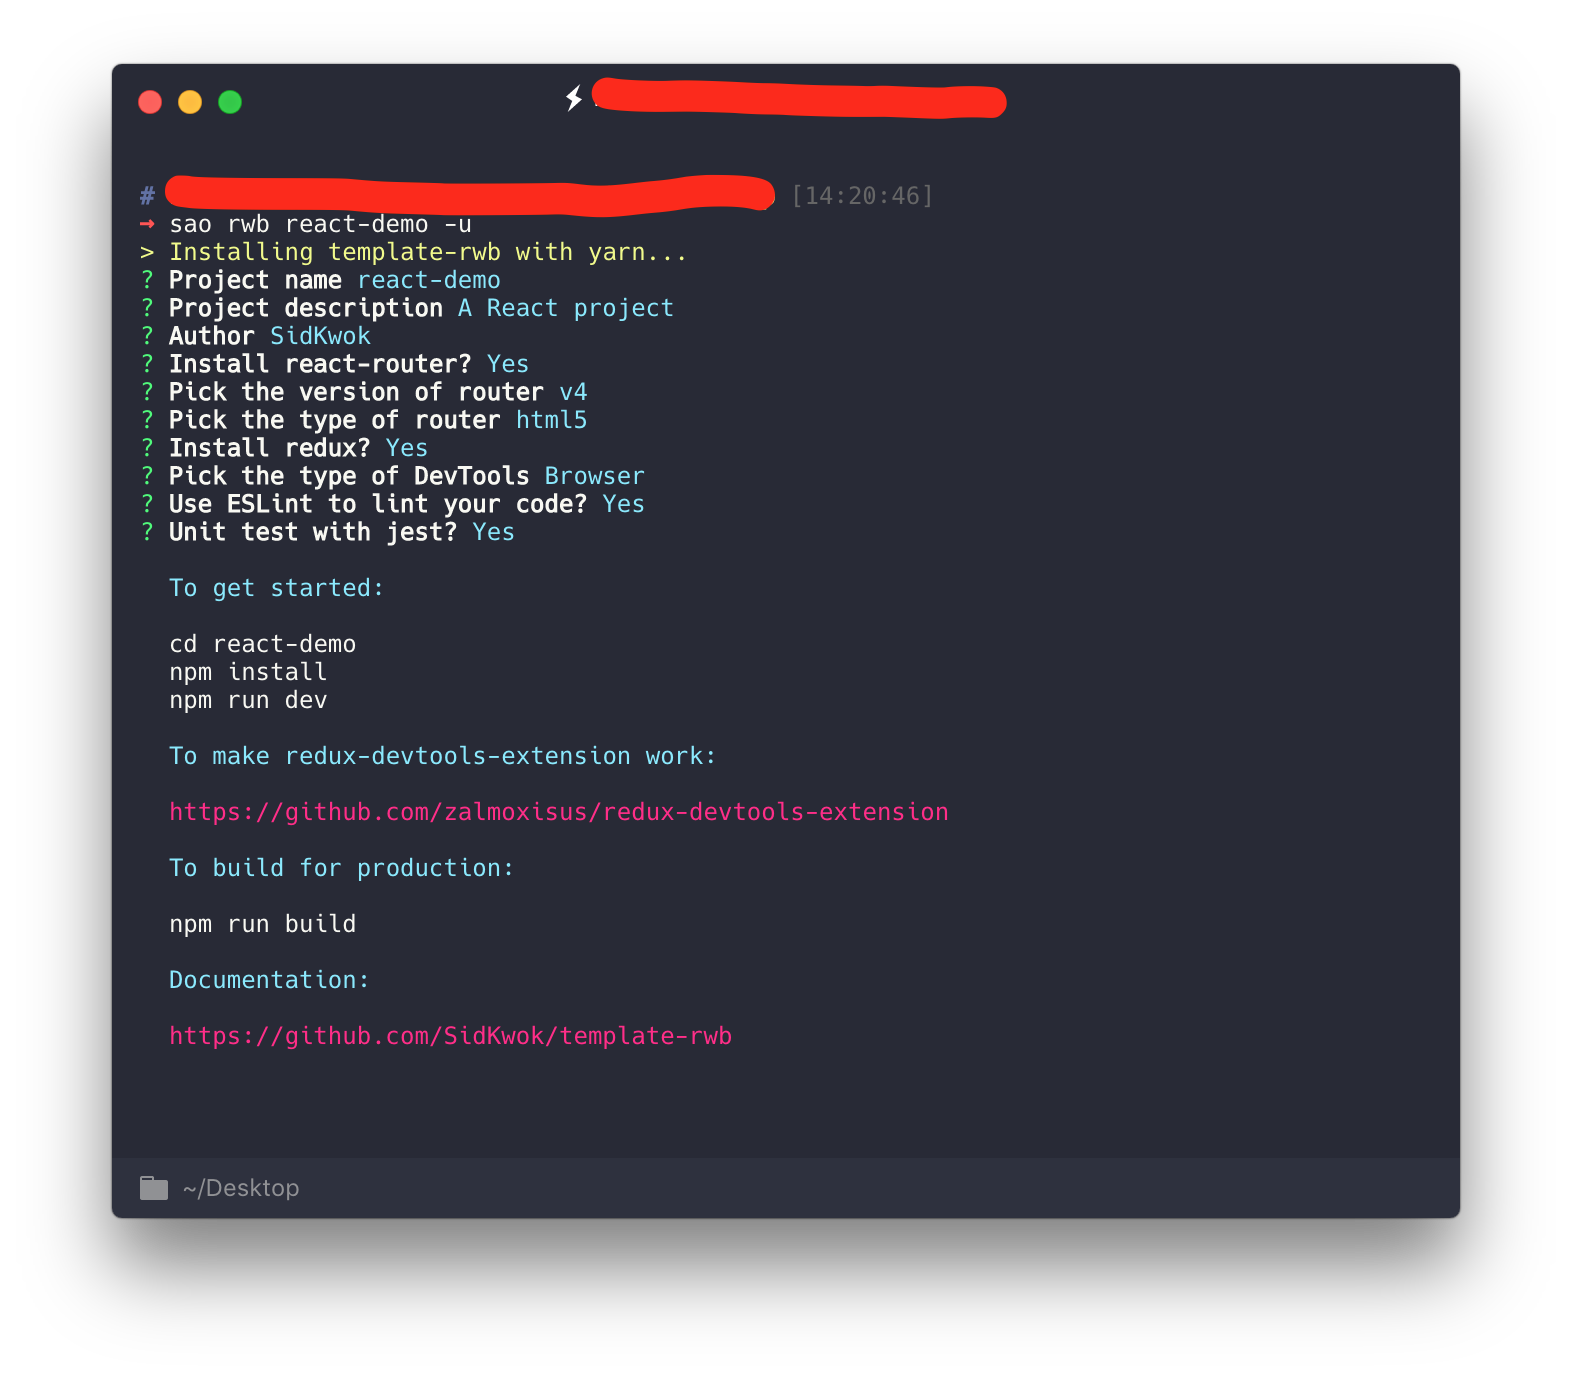 # [14:20:46]
→ sao rwb react-demo -u
> Installing template-rwb with yarn...
? Project name react-demo
? Project description A React project
? Author SidKwok
? Install react-router? Yes
? Pick the version of router v4
? Pick the type of router html5
? Install redux? Yes
? Pick the type of DevTools Browser
? Use ESLint to lint your code? Yes
? Unit test with jest? Yes
To get started:
cd react-demo
npm install
npm run dev
To make redux-devtools-extension work:
https://github.com/zalmoxisus/redux-devtools-extension
To build for production:
npm run build
Documentation:
https://github.com/SidKwok/template-rwb
~/Desktop